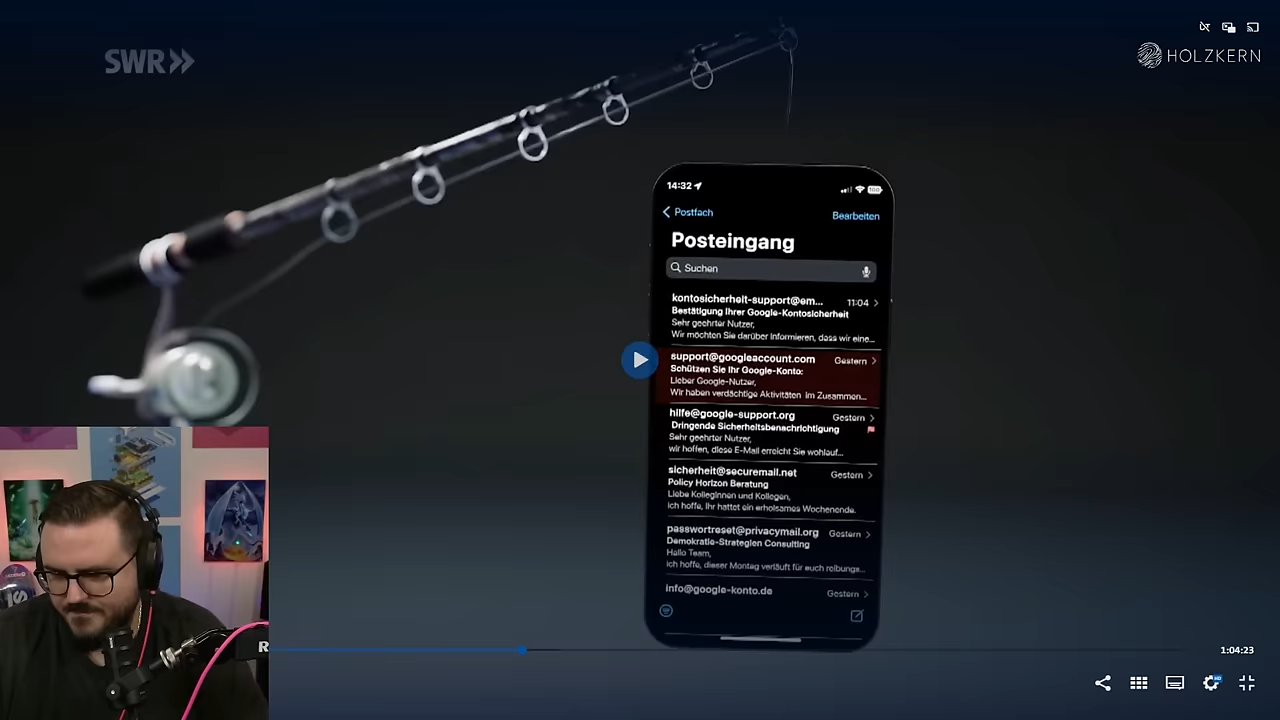 SWR
HOLZKERN
14:32
100
Postfach
Bearbeiten
Posteingang
Suchen
kontosicherheit-support@em...
11:04
Bestätigung Ihrer Google-Kontosicherheit
Sehr geehrter Nutzer,
Wir möchten Sie darüber informieren, dass wir eine...
support@googleaccount.com
Gestern
Schützen Sie Ihr Google-Konto:
Lieber Google-Nutzer,
Wir haben verdächtige Aktivitäten im Zusammen...
hilfe@google-support.org
Gestern
Dringende Sicherheitsbenachrichtigung
Sehr geehrter Nutzer,
wir hoffen, diese E-Mail erreicht Sie wohlauf...
sicherheit@securemail.net
Gestern
Policy Horizon Beratung
Liebe Kolleginnen und Kollegen,
ich hoffe, Ihr hattet ein erholsames Wochenende.
passwortreset@privacymail.org
Gestern
Demokratie-Strategien Consulting
Hallo Team,
ich hoffe, dieser Montag verläuft für euch reibungs...
info@google-konto.de
Gestern
1:04:23
R